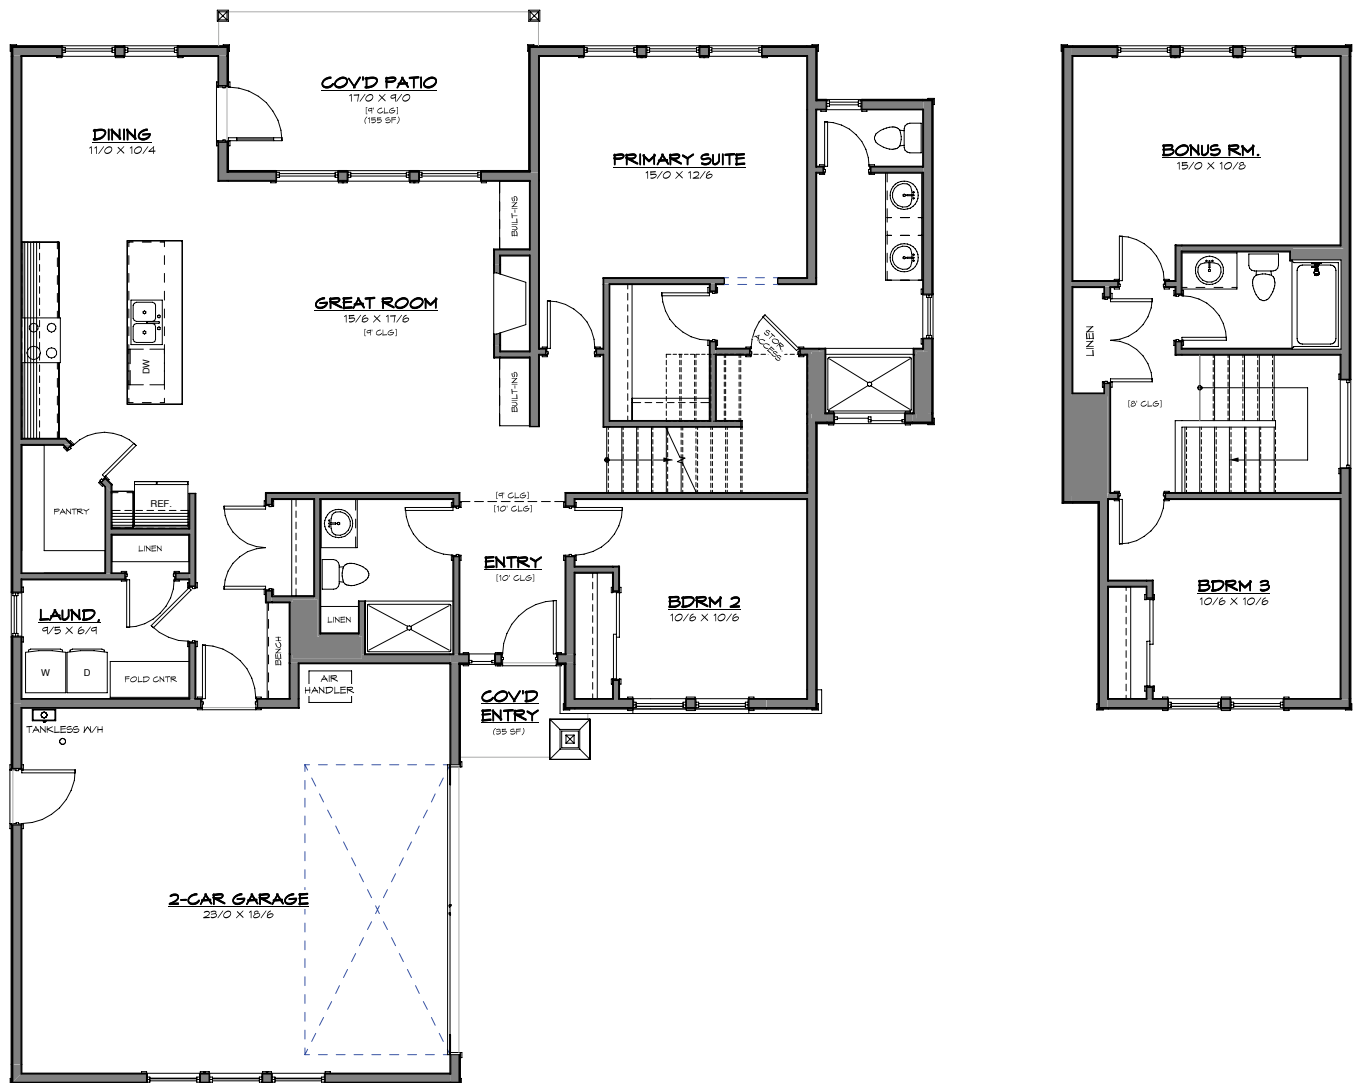 COV'D PATIO
17/0 X 9/0
[9' CLG]
(155 SF)
DINING
11/0 X 10/4
PRIMARY SUITE
15/0 X 12/6
BUILT-INS
GREAT ROOM
15/6 X 17/6
[9' CLG]
STOR
ACCESS
DW
BUILT-INS
[9' CLG]
[10' CLG]
REF.
PANTRY
LINEN
ENTRY
[10' CLG]
BDRM 2
10/6 X 10/6
LAUND.
9/5 X 6/9
LINEN
BENCH
W
D
FOLD CNTR
AIR
HANDLER
COV'D
ENTRY
(35 SF)
TANKLESS W/H
2-CAR GARAGE
23/0 X 18/6
BONUS RM.
15/0 X 10/8
LINEN
[8' CLG]
BDRM 3
10/6 X 10/6